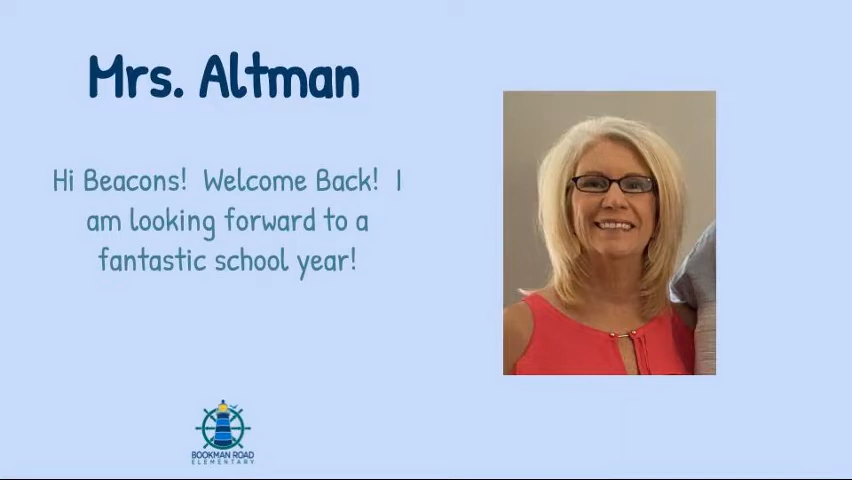 Mrs. Altman
Hi Beacons!  Welcome Back!  I
am looking forward to a
fantastic school year!
BOOKMAN ROAD
ELEMENTARY